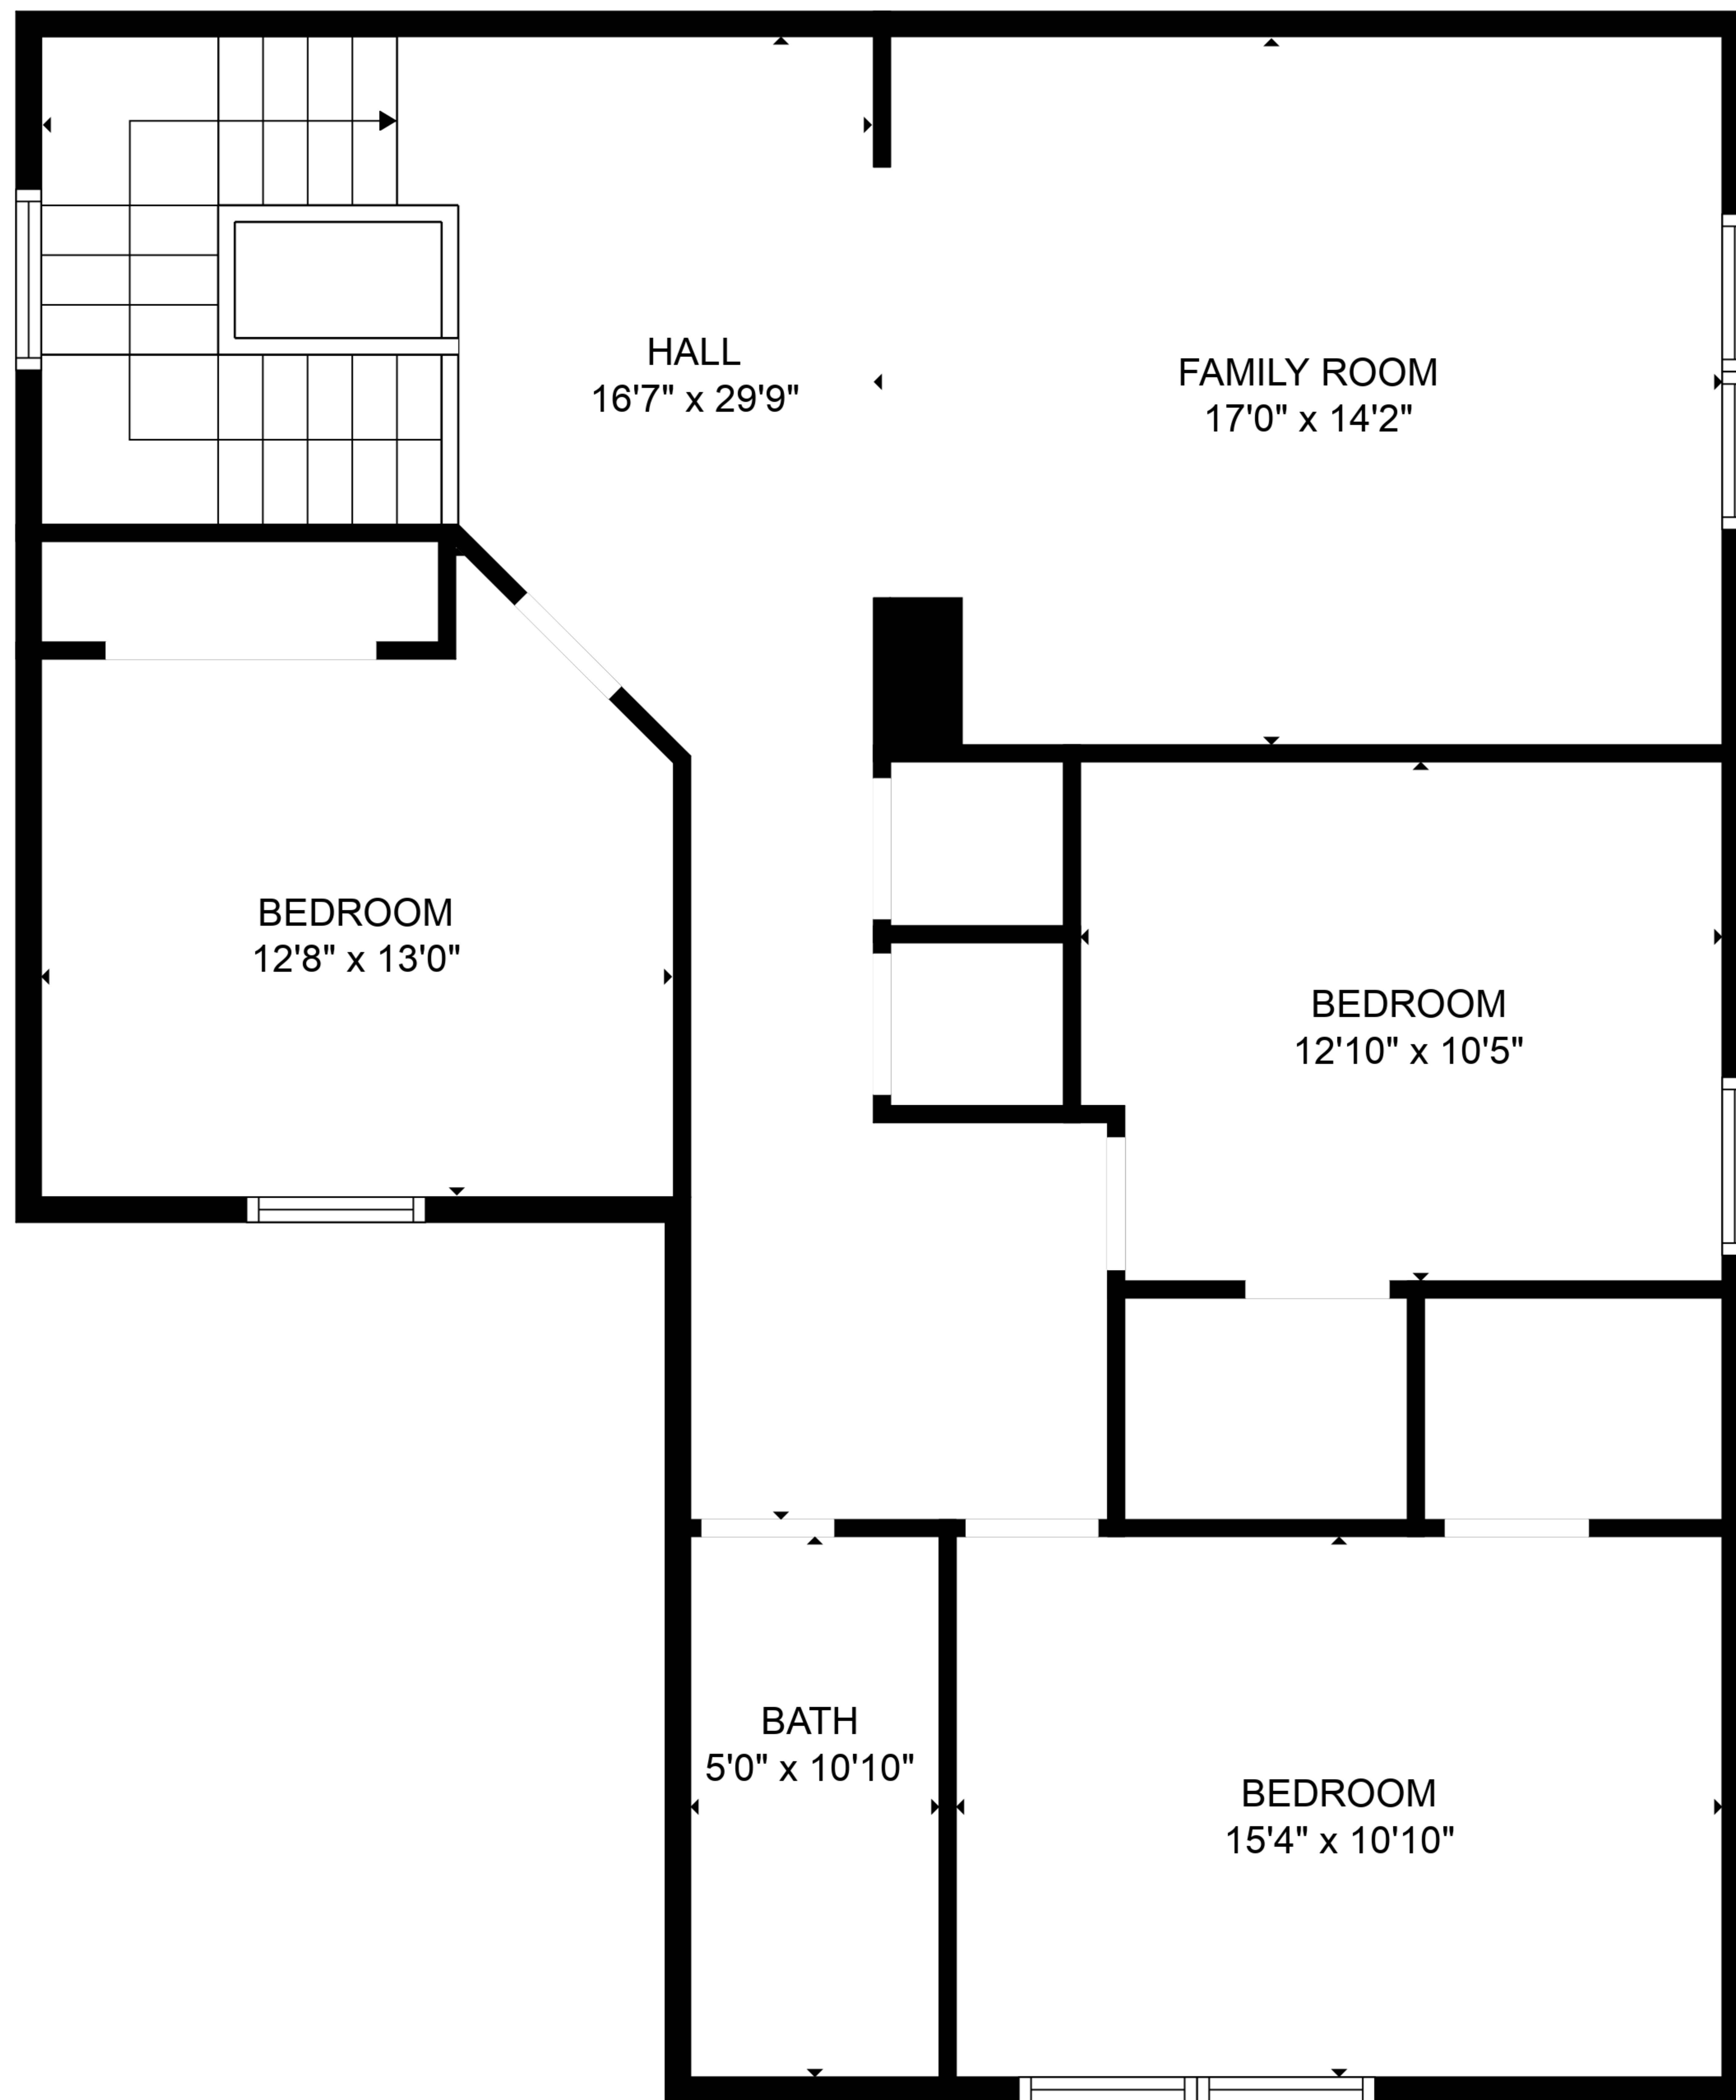 HALL
16'7" x 29'9"
FAMILY ROOM
17'0" x 14'2"
BEDROOM
12'8" x 13'0"
BEDROOM
12'10" x 10'5"
BATH
5'0" x 10'10"
BEDROOM
15'4" x 10'10"